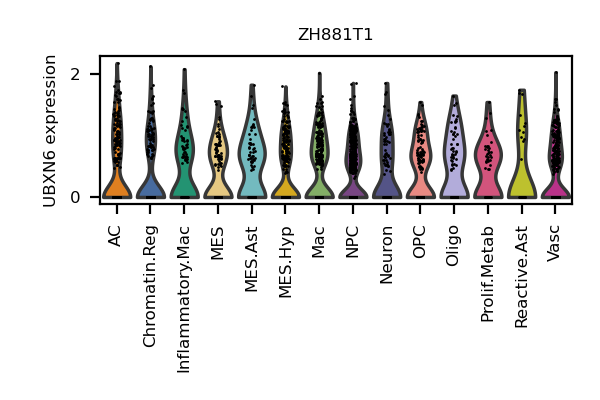 ZH881T1
UBXN6 expression
2
0
AC
Chromatin.Reg
Inflammatory.Mac
MES
MES.Ast
MES.Hyp
Mac
NPC
Neuron
OPC
Oligo
Prolif.Metab
Reactive.Ast
Vasc